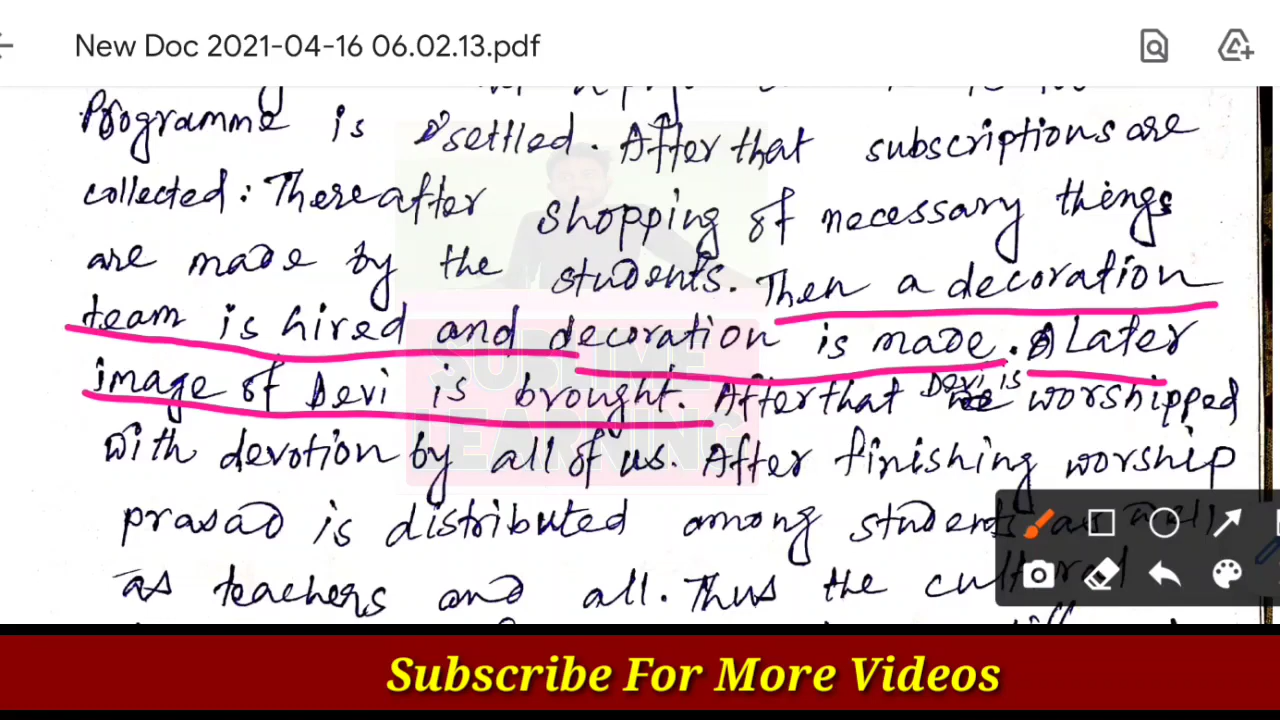 New Doc 2021-04-16 06.02.13.pdf
Programme is settled. After that subscriptions are
collected: Thereafter shopping of necessary things
are made by the students. Then a decoration
team is hired and decoration is made. Later
image of Devi is brought. After that Devi is worshipped
with devotion by all of us. After finishing worship
prasad is distributed among students as well
as teachers and all. Thus the cultural
SUBLIME
LEARNING
Subscribe For More Videos